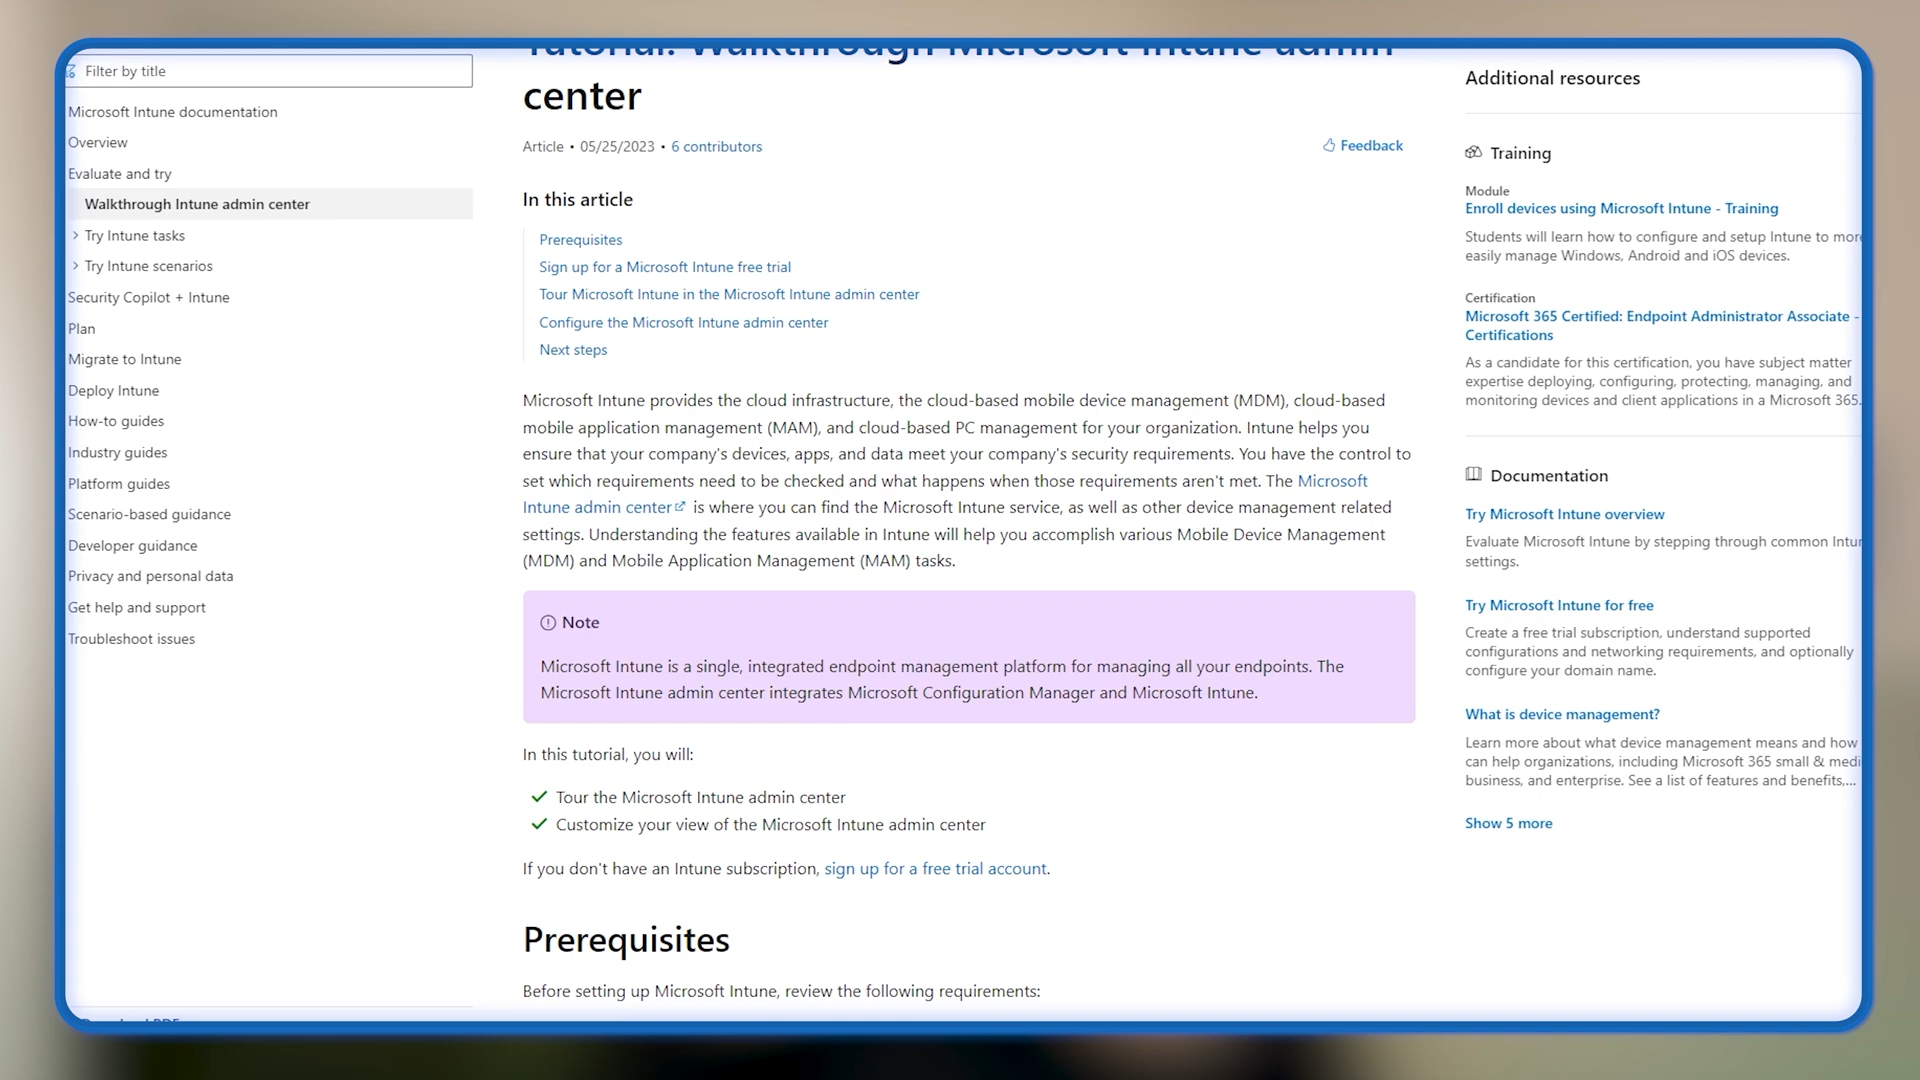 Filter by title
Microsoft Intune documentation
Overview
Evaluate and try
Walkthrough Intune admin center
Try Intune tasks
Try Intune scenarios
Security Copilot + Intune
Plan
Migrate to Intune
Deploy Intune
How-to guides
Industry guides
Platform guides
Scenario-based guidance
Developer guidance
Privacy and personal data
Get help and support
Troubleshoot issues
Tutorial: Walkthrough Microsoft Intune admin
center
Article • 05/25/2023 • 6 contributors
Feedback
In this article
Prerequisites
Sign up for a Microsoft Intune free trial
Tour Microsoft Intune in the Microsoft Intune admin center
Configure the Microsoft Intune admin center
Next steps
Microsoft Intune provides the cloud infrastructure, the cloud-based mobile device management (MDM), cloud-based
mobile application management (MAM), and cloud-based PC management for your organization. Intune helps you
ensure that your company's devices, apps, and data meet your company's security requirements. You have the control to
set which requirements need to be checked and what happens when those requirements aren't met. The Microsoft
Intune admin center is where you can find the Microsoft Intune service, as well as other device management related
settings. Understanding the features available in Intune will help you accomplish various Mobile Device Management
(MDM) and Mobile Application Management (MAM) tasks.
Note
Microsoft Intune is a single, integrated endpoint management platform for managing all your endpoints. The
Microsoft Intune admin center integrates Microsoft Configuration Manager and Microsoft Intune.
In this tutorial, you will:
Tour the Microsoft Intune admin center
Customize your view of the Microsoft Intune admin center
If you don't have an Intune subscription, sign up for a free trial account.
Prerequisites
Before setting up Microsoft Intune, review the following requirements:
Additional resources
Training
Module
Enroll devices using Microsoft Intune - Training
Students will learn how to configure and setup Intune to more
easily manage Windows, Android and iOS devices.
Certification
Microsoft 365 Certified: Endpoint Administrator Associate -
Certifications
As a candidate for this certification, you have subject matter
expertise deploying, configuring, protecting, managing, and
monitoring devices and client applications in a Microsoft 365.
Documentation
Try Microsoft Intune overview
Evaluate Microsoft Intune by stepping through common
settings.
Try Microsoft Intune for free
Create a free trial subscription, understand supported
configurations and networking requirements, and optionally
configure your domain name.
What is device management?
Learn more about what device management means and how
can help organizations, including Microsoft 365 small &
business, and enterprise. See a list of features and benefits,...
Show 5 more